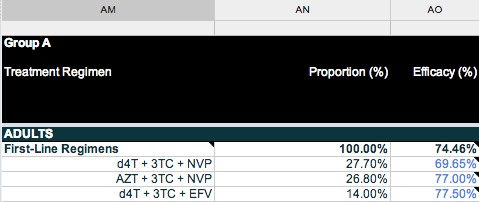 AM AN AO
Group A
Treatment Regimen Proportion (%) Efficacy (%)
ADULTS
First-Line Regimens 100.00% 74.46%
d4T + 3TC + NVP 27.70% 69.65%
AZT + 3TC + NVP 26.80% 77.00%
d4T + 3TC + EFV 14.00% 77.50%